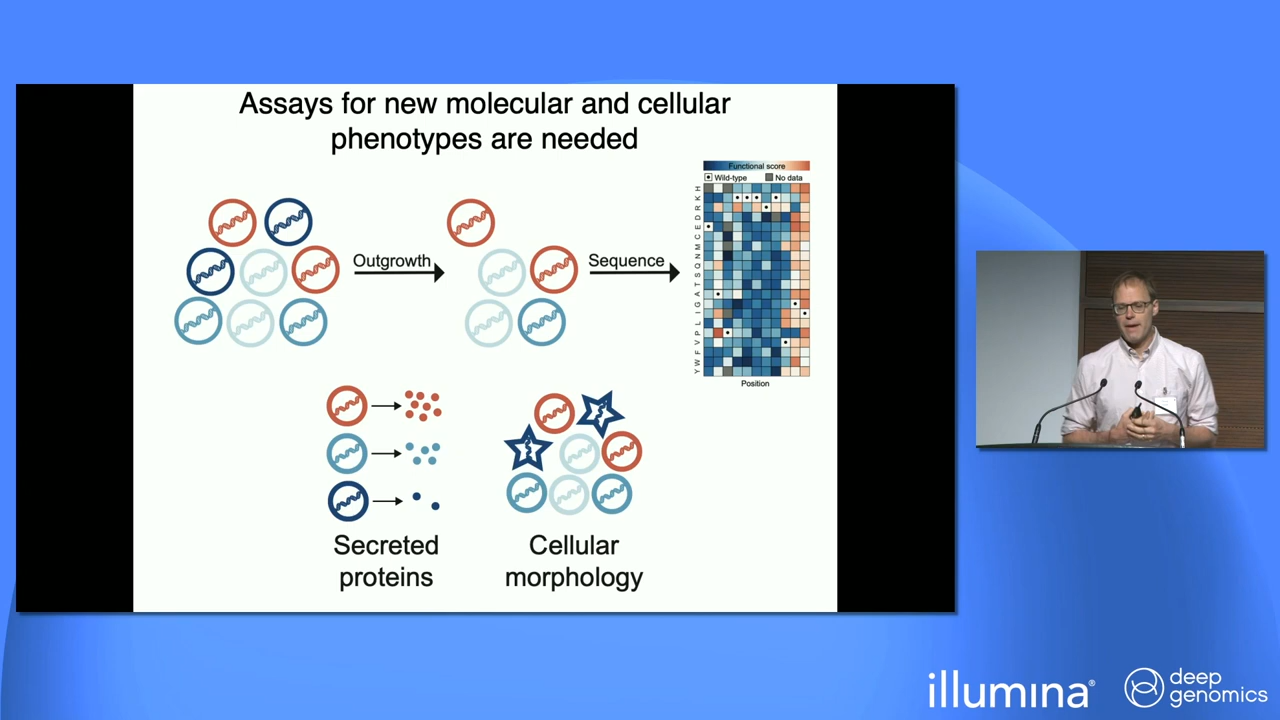 Assays for new molecular and cellular
phenotypes are needed
Functional score
Wild-type
No data
Outgrowth
Sequence
H
K
R
D
E
C
M
N
Q
S
T
A
G
I
L
P
V
F
W
Y
Position
Secreted
proteins
Cellular
morphology
illumina®
deep
genomics